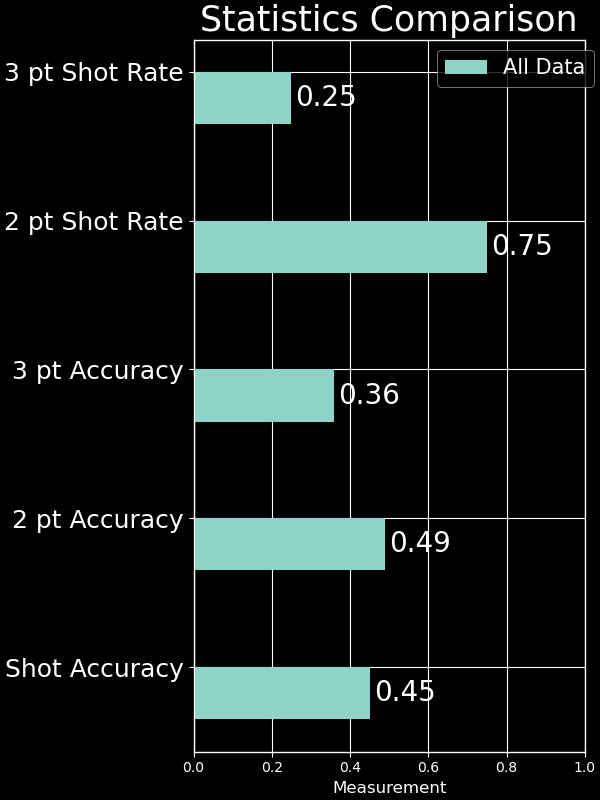 Statistics Comparison
All Data
3 pt Shot Rate
0.25
2 pt Shot Rate
0.75
3 pt Accuracy
0.36
2 pt Accuracy
0.49
Shot Accuracy
0.45
0.0 0.2 0.4 0.6 0.8 1.0
Measurement